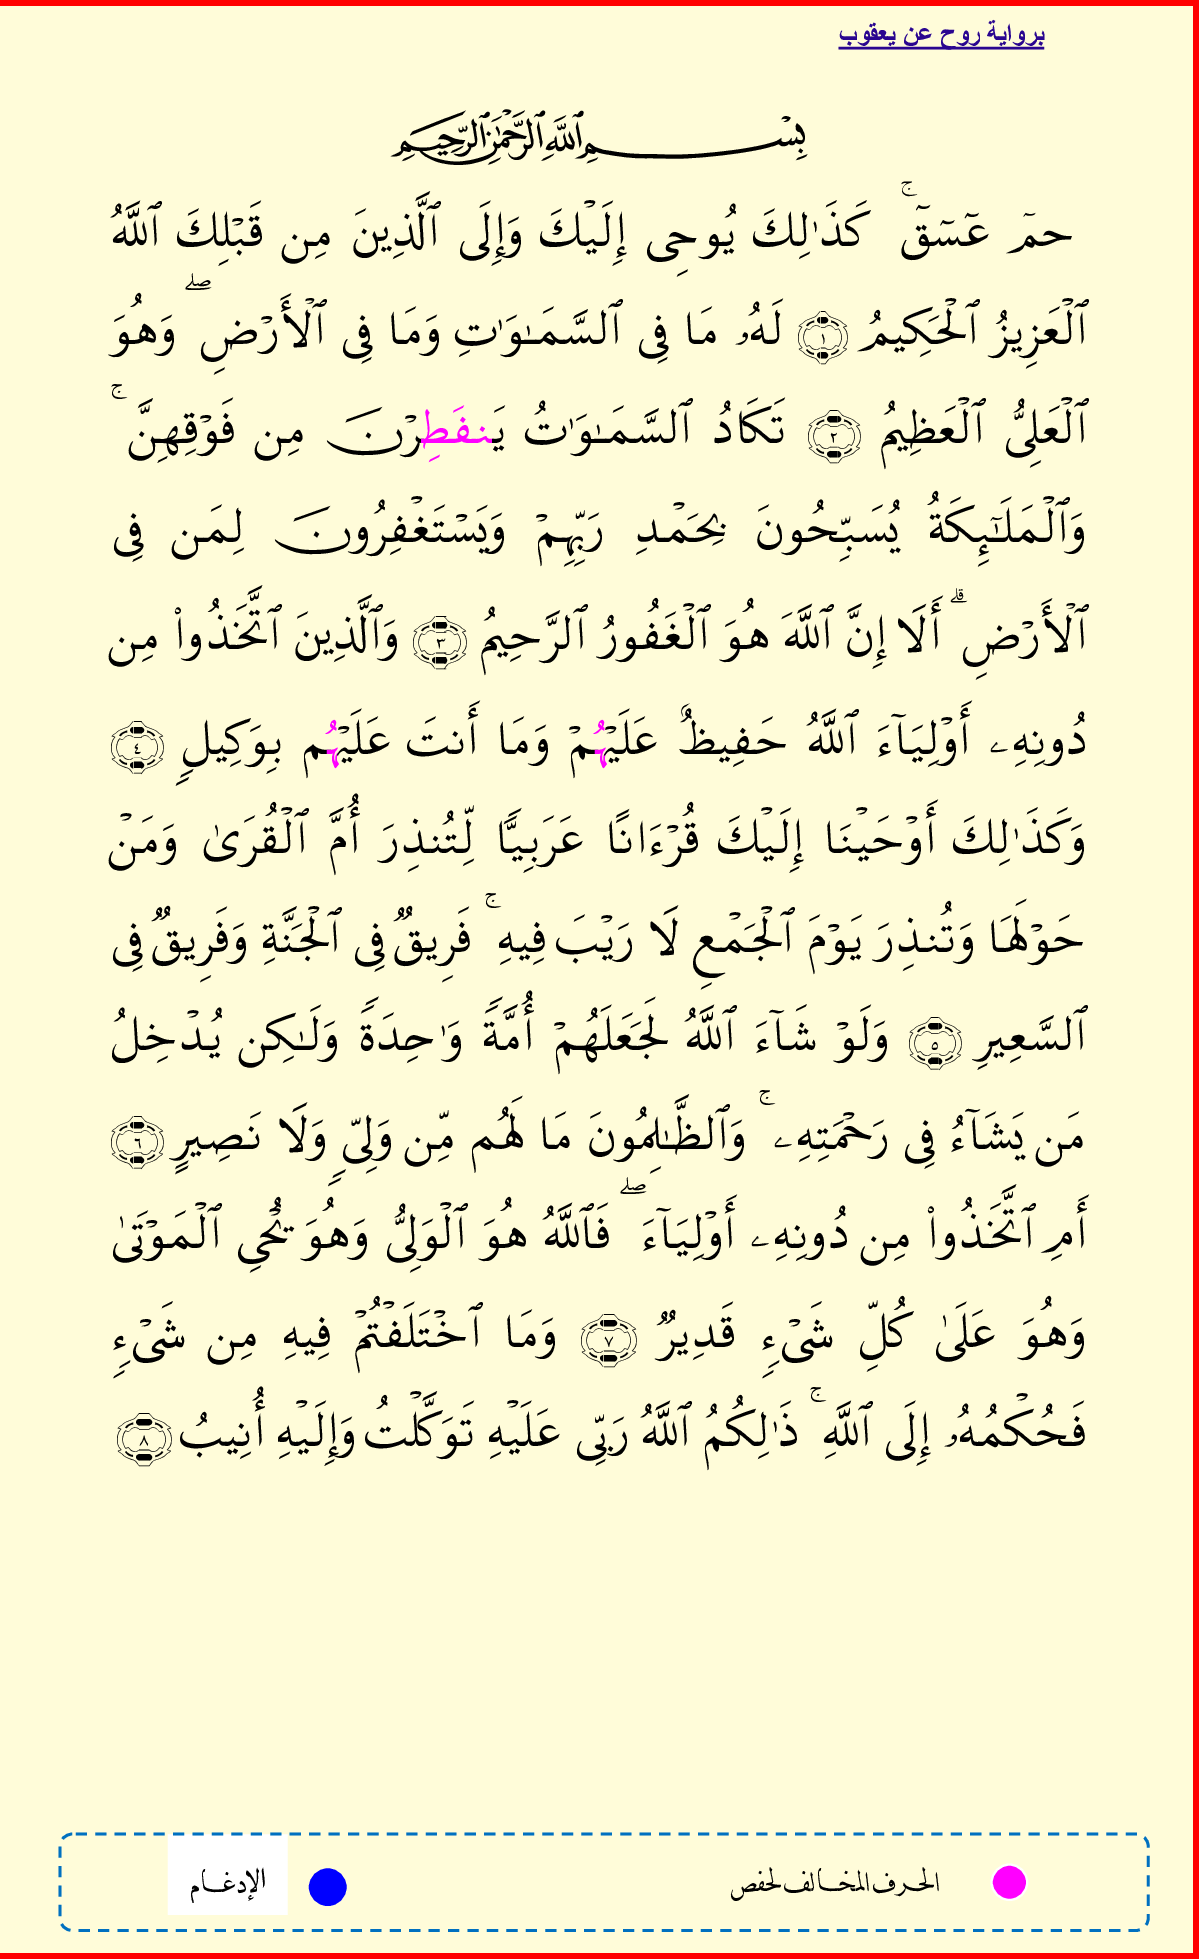 برواية روح عن يعقوب
بِسْمِ ٱللَّهِ ٱلرَّحْمَٰنِ ٱلرَّحِيمِ
حمٓ عٓسٓقٓۚ كَذَٰلِكَ يُوحِى إِلَيْكَ وَإِلَى ٱلَّذِينَ مِن قَبْلِكَ ٱللَّهُ
ٱلْعَزِيزُ ٱلْحَكِيمُ ١ لَهُۥ مَا فِى ٱلسَّمَـٰوَٰتِ وَمَا فِى ٱلْأَرْضِۖ وَهُوَ
ٱلْعَلِىُّ ٱلْعَظِيمُ ٢ تَكَادُ ٱلسَّمَـٰوَٰتُ يَنفَطِرْنَ مِن فَوْقِهِنَّۚ
وَٱلْمَلَـٰٓئِكَةُ يُسَبِّحُونَ بِحَمْدِ رَبِّهِمْ وَيَسْتَغْفِرُونَ لِمَن فِى
ٱلْأَرْضِۗ أَلَا إِنَّ ٱللَّهَ هُوَ ٱلْغَفُورُ ٱلرَّحِيمُ ٣ وَٱلَّذِينَ ٱتَّخَذُوا۟ مِن
دُونِهِۦ أَوْلِيَآءَ ٱللَّهُ حَفِيظٌ عَلَيْهُمْ وَمَا أَنتَ عَلَيْهُم بِوَكِيلٍ ٤
وَكَذَٰلِكَ أَوْحَيْنَا إِلَيْكَ قُرْءَانًا عَرَبِيًّا لِّتُنذِرَ أُمَّ ٱلْقُرَىٰ وَمَنْ
حَوْلَهَا وَتُنذِرَ يَوْمَ ٱلْجَمْعِ لَا رَيْبَ فِيهِۚ فَرِيقٌ فِى ٱلْجَنَّةِ وَفَرِيقٌ فِى
ٱلسَّعِيرِ ٥ وَلَوْ شَآءَ ٱللَّهُ لَجَعَلَهُمْ أُمَّةً وَٰحِدَةً وَلَـٰكِن يُدْخِلُ
مَن يَشَآءُ فِى رَحْمَتِهِۦۚ وَٱلظَّـٰلِمُونَ مَا لَهُم مِّن وَلِىٍّ وَلَا نَصِيرٍ ٦
أَمِ ٱتَّخَذُوا۟ مِن دُونِهِۦ أَوْلِيَآءَۖ فَٱللَّهُ هُوَ ٱلْوَلِىُّ وَهُوَ يُحْىِ ٱلْمَوْتَىٰ
وَهُوَ عَلَىٰ كُلِّ شَىْءٍ قَدِيرٌ ٧ وَمَا ٱخْتَلَفْتُمْ فِيهِ مِن شَىْءٍ
فَحُكْمُهُۥ إِلَى ٱللَّهِۚ ذَٰلِكُمُ ٱللَّهُ رَبِّى عَلَيْهِ تَوَكَّلْتُ وَإِلَيْهِ أُنِيبُ ٨
الحرف المخالف لحفص
الإدغام